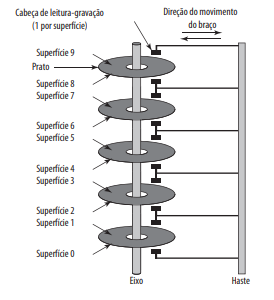 Cabeça de leitura-gravação
(1 por superfície)
Direção do movimento
do braço
Superfície 9
Prato
Superfície 8
Superfície 7
Superfície 6
Superfície 5
Superfície 4
Superfície 3
Superfície 2
Superfície 1
Superfície 0
Eixo
Haste